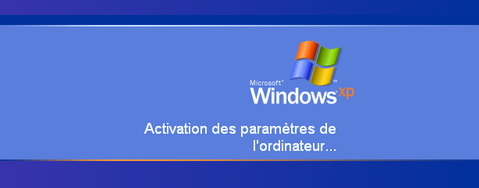 Microsoft®
Windows xp
Activation des paramètres de
l'ordinateur...